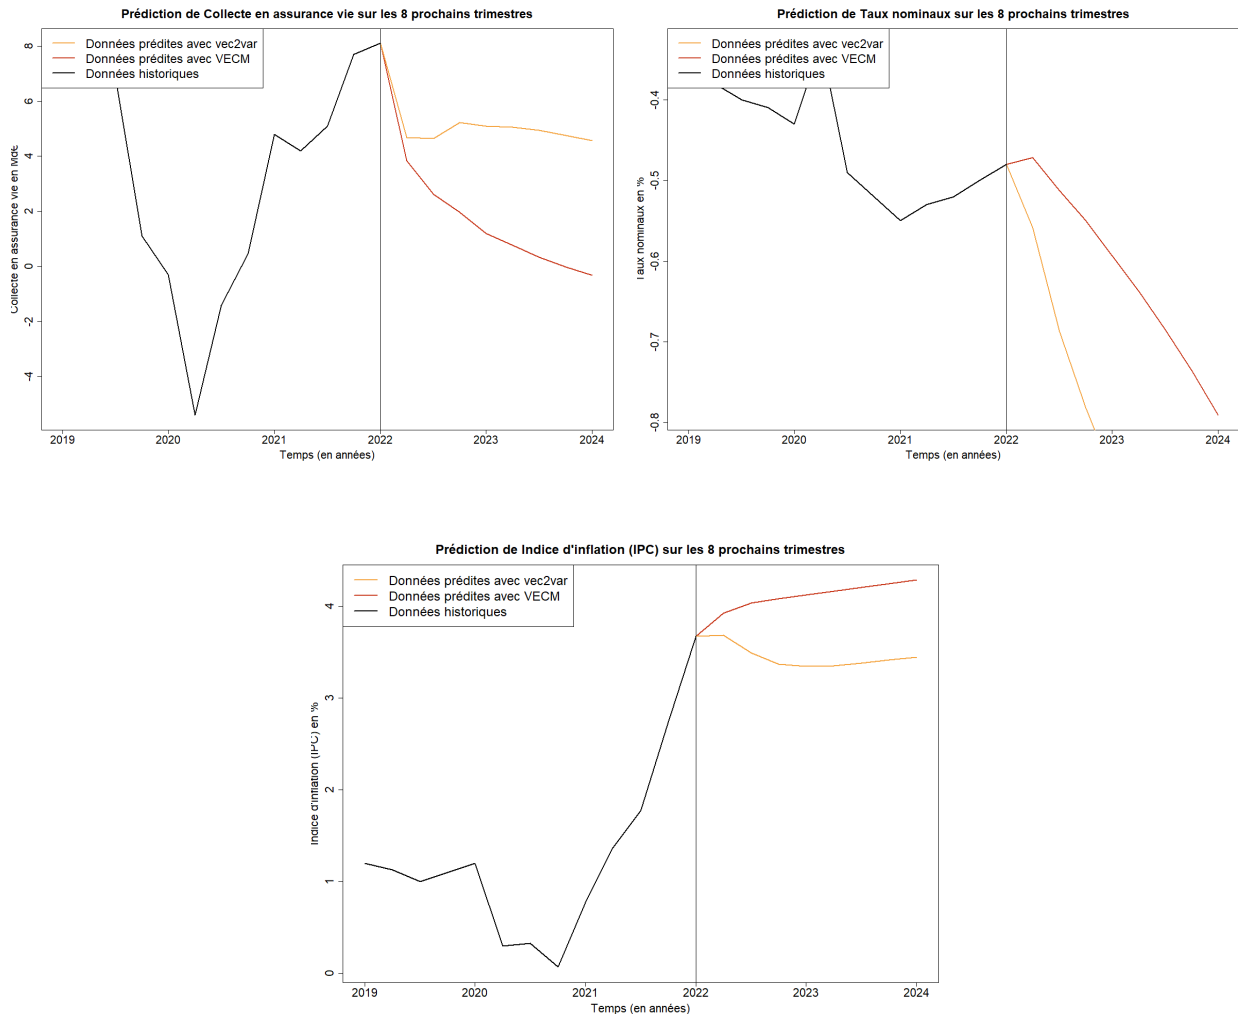 Prédiction de Collecte en assurance vie sur les 8 prochains trimestres
Données prédites avec vec2var
Données prédites avec VECM
Données historiques
8
6
4
2
0
-2
-4
Collecte en assurance vie en Md€
2019
2020
2021
2022
2023
2024
Temps (en années)
Prédiction de Taux nominaux sur les 8 prochains trimestres
Données prédites avec vec2var
Données prédites avec VECM
Données historiques
-0.4
-0.5
-0.6
-0.7
-0.8
Taux nominaux en %
2019
2020
2021
2022
2023
2024
Temps (en années)
Prédiction de Indice d'inflation (IPC) sur les 8 prochains trimestres
Données prédites avec vec2var
Données prédites avec VECM
Données historiques
4
3
2
1
0
Indice d'inflation (IPC) en %
2019
2020
2021
2022
2023
2024
Temps (en années)